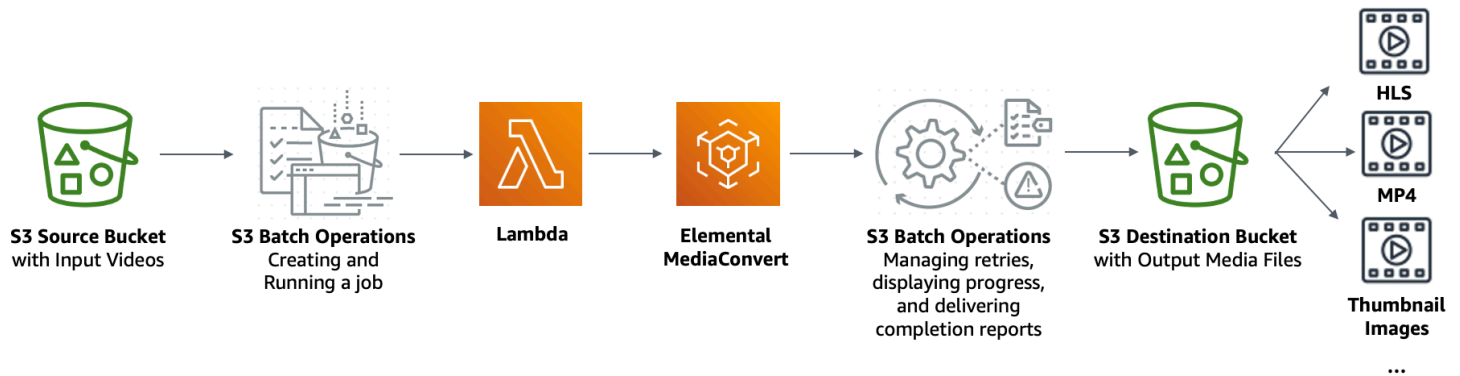 S3 Source Bucket
with Input Videos
S3 Batch Operations
Creating and
Running a job
Lambda
Elemental
MediaConvert
S3 Batch Operations
Managing retries,
displaying progress,
and delivering
completion reports
S3 Destination Bucket
with Output Media Files
HLS
MP4
Thumbnail
Images
...